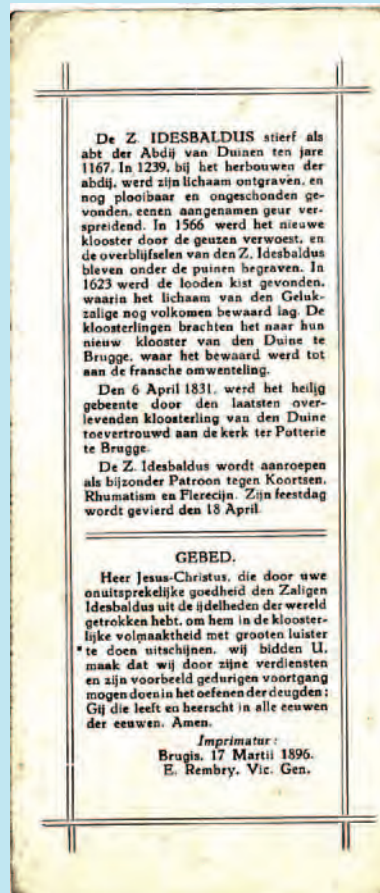 De Z. IDESBALDUS stierf als
abt der Abdij van Duinen ten jare
1167. In 1239, bij het herbouwen der
abdij, werd zijn lichaam ontgraven, en
nog plooibaar en ongeschonden ge-
vonden, eenen aangenamen geur ver-
spreidend. In 1566 werd het nieuwe
klooster door de geuzen verwoest, en
de overblijfselen van den Z. Idesbaldus
bleven onder de puinen begraven. In
1623 werd de looden kist gevonden,
waarin het lichaam van den Geluk-
zalige nog volkomen bewaard lag. De
kloosterlingen brachten het naar hun
nieuw klooster van den Duine te
Brugge, waar het bewaard werd tot
aan de fransche omwenteling.
Den 6 April 1831, werd het heilig
gebeente door den laatsten over-
levenden kloosterling van den Duine
toevertrouwd aan de kerk ter Potterie
te Brugge.
De Z. Idesbaldus wordt aanroepen
als bijzonder Patroon tegen Koortsen,
Rhumatism en Flerecijn. Zijn feestdag
wordt gevierd den 18 April.
GEBED.
Heer Jesus-Christus, die door uwe
onuitsprekelijke goedheid den Zaligen
Idesbaldus uit de ijdelheden der wereld
getrokken hebt, om hem in de klooster-
lijke volmaaktheid met grooten luister
te doen uitschijnen, wij bidden U,
maak dat wij door zijne verdiensten
en zijn voorbeeld gedurigen voortgang
mogen doen in het oefenen der deugden :
Gij die leeft en heerscht in alle eeuwen
der eeuwen. Amen.
Imprimatur :
Brugis, 17 Martii 1896.
E. Rembry, Vic. Gen.